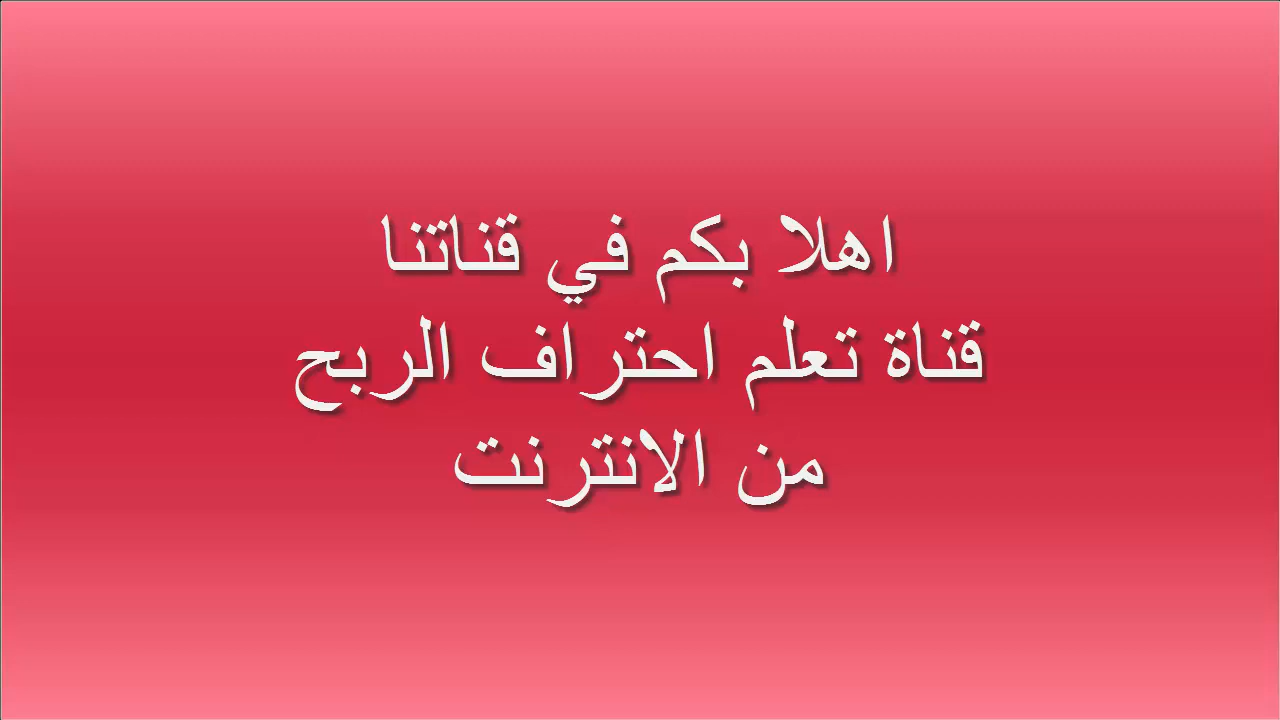 اهلا بكم في قناتنا
قناة تعلم احتراف الربح
من الانترنت